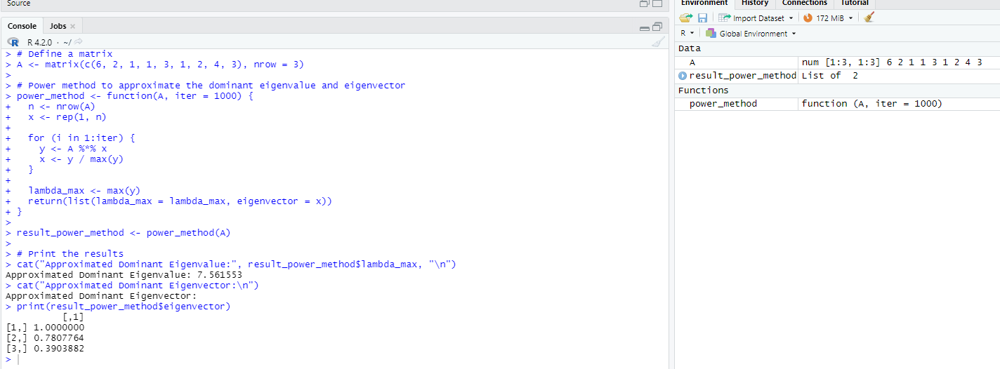 Source
Console Jobs
R 4.2.0 · ~/
> # Define a matrix
> A <- matrix(c(6, 2, 1, 1, 3, 1, 2, 4, 3), nrow = 3)
>
> # Power method to approximate the dominant eigenvalue and eigenvector
> power_method <- function(A, iter = 1000) {
+   n <- nrow(A)
+   x <- rep(1, n)
+
+   for (i in 1:iter) {
+     y <- A %*% x
+     x <- y / max(y)
+   }
+
+   lambda_max <- max(y)
+   return(list(lambda_max = lambda_max, eigenvector = x))
+ }
>
> result_power_method <- power_method(A)
>
> # Print the results
> cat("Approximated Dominant Eigenvalue:", result_power_method$lambda_max, "\n")
Approximated Dominant Eigenvalue: 7.561553
> cat("Approximated Dominant Eigenvector:\n")
Approximated Dominant Eigenvector:
> print(result_power_method$eigenvector)
          [,1]
[1,] 1.0000000
[2,] 0.7807764
[3,] 0.3903882
>
Environment History Connections Tutorial
Import Dataset 172 MiB
R Global Environment
Data
A num [1:3, 1:3] 6 2 1 1 3 1 2 4 3
result_power_method List of 2
Functions
power_method function (A, iter = 1000)